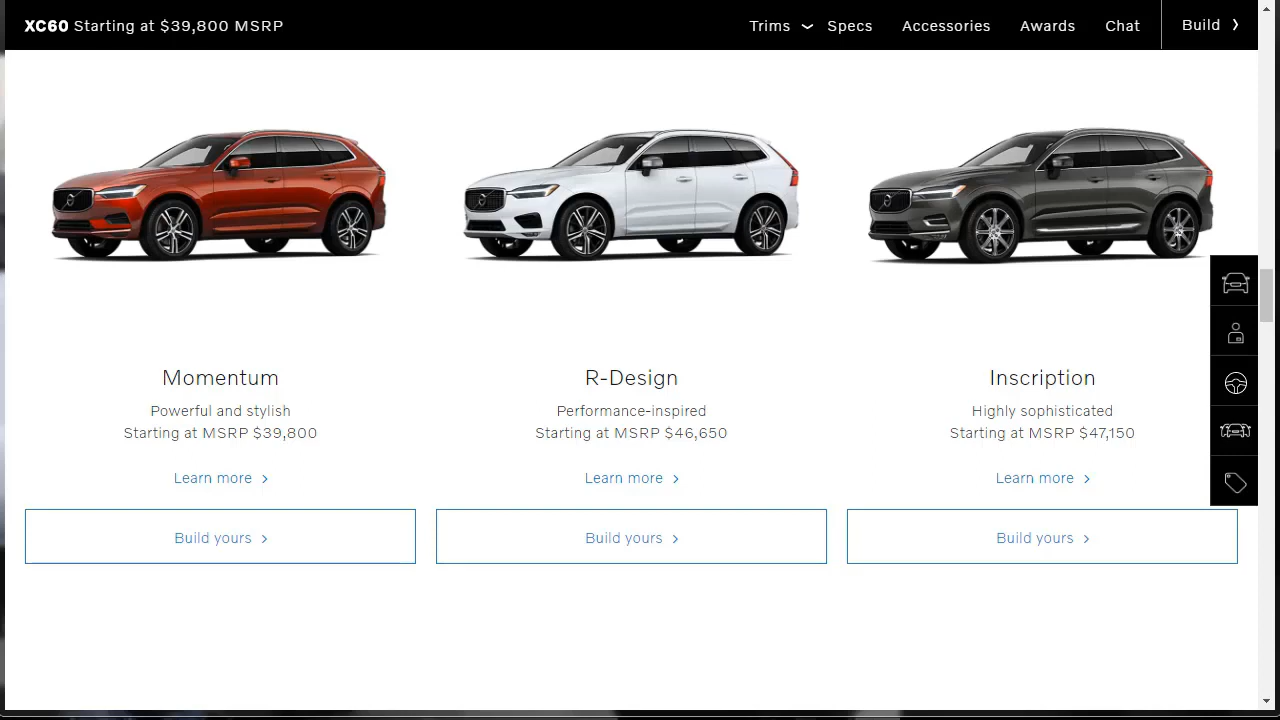 XC60 Starting at $39,800 MSRP
Trims
Specs
Accessories
Awards
Chat
Build
Momentum
Powerful and stylish
Starting at MSRP $39,800
Learn more
Build yours
R-Design
Performance-inspired
Starting at MSRP $46,650
Learn more
Build yours
Inscription
Highly sophisticated
Starting at MSRP $47,150
Learn more
Build yours